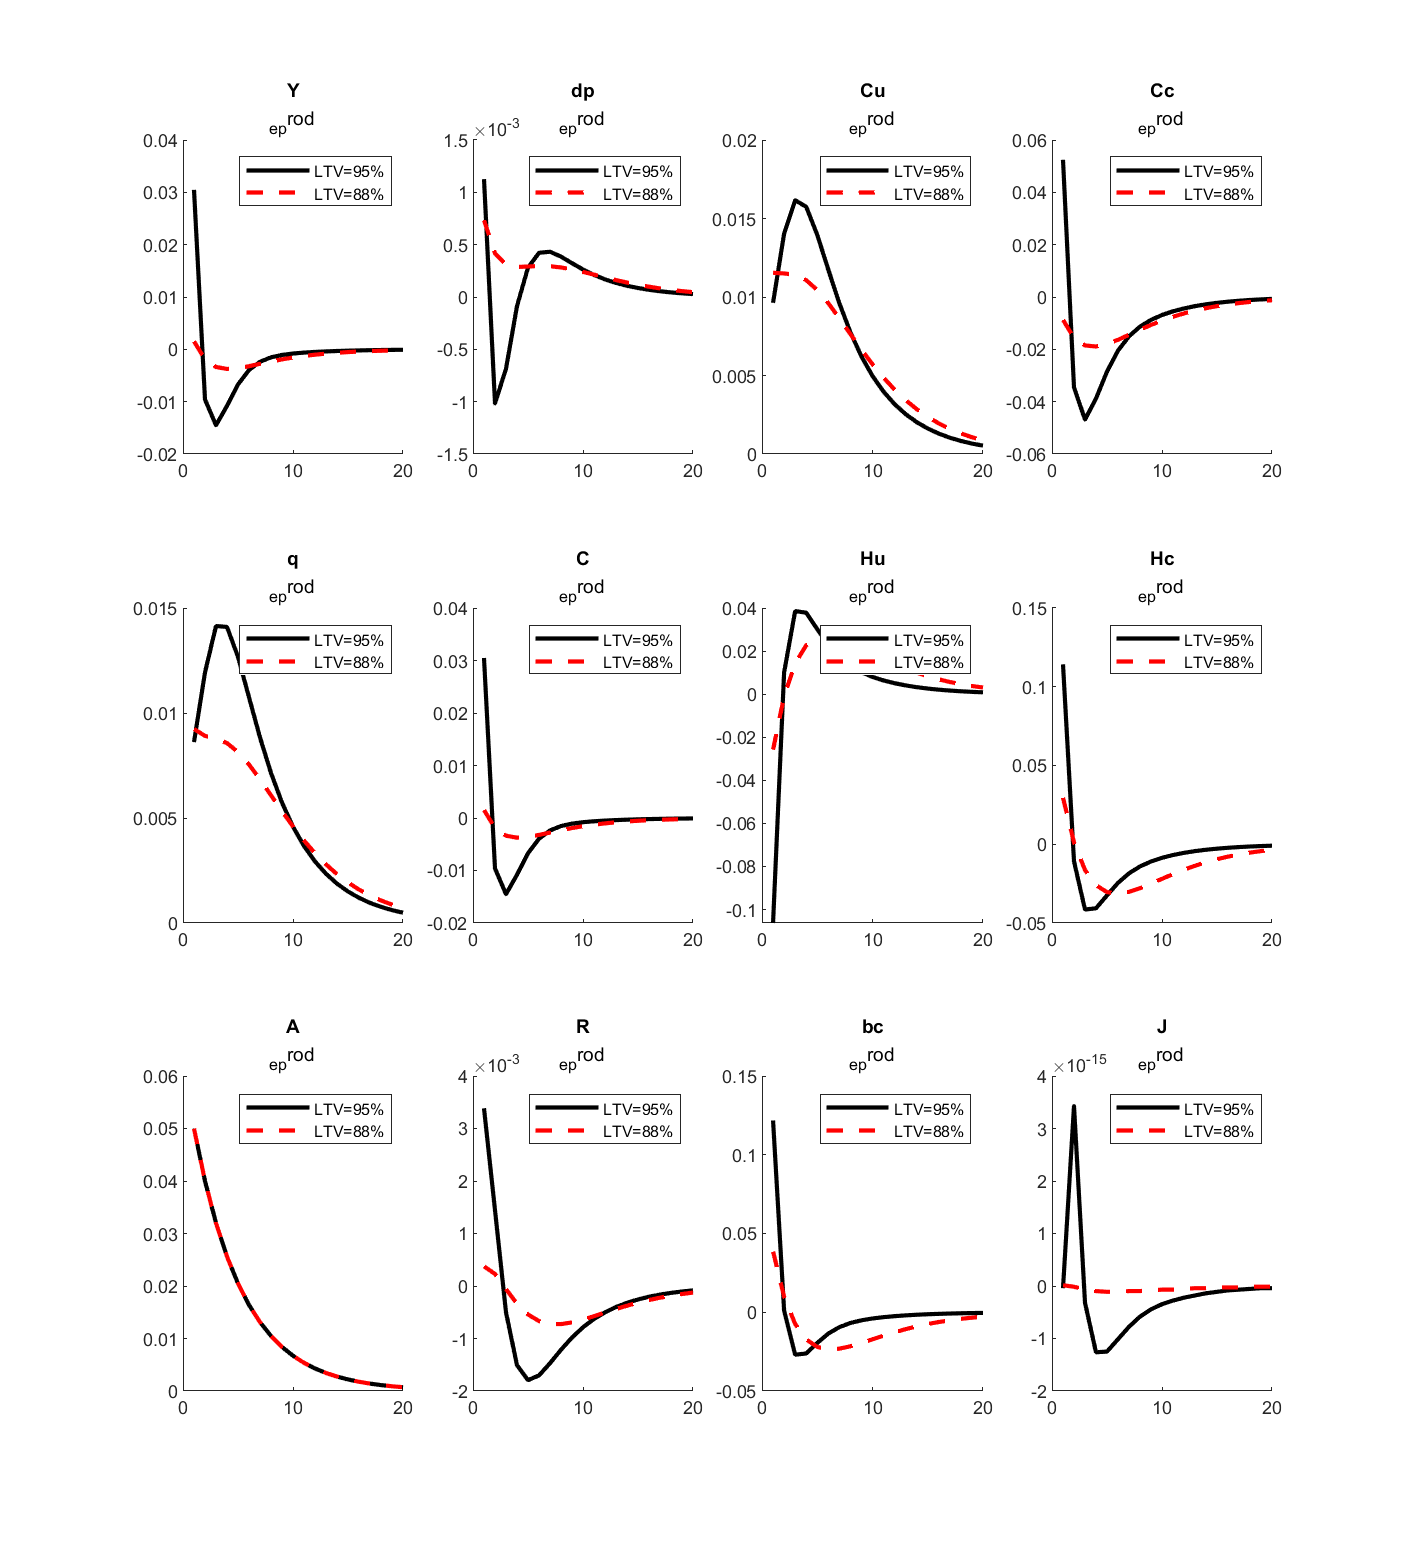 Y
ep rod
0.04
0.03
0.02
0.01
0
-0.01
-0.02
0 10 20
LTV=95%
LTV=88%
dp
ep rod
×10-3
1.5
1
0.5
0
-0.5
-1
-1.5
0 10 20
LTV=95%
LTV=88%
Cu
ep rod
0.02
0.015
0.01
0.005
0
0 10 20
LTV=95%
LTV=88%
Cc
ep rod
0.06
0.04
0.02
0
-0.02
-0.04
-0.06
0 10 20
LTV=95%
LTV=88%
q
ep rod
0.015
0.01
0.005
0
0 10 20
LTV=95%
LTV=88%
C
ep rod
0.04
0.03
0.02
0.01
0
-0.01
-0.02
0 10 20
LTV=95%
LTV=88%
Hu
ep rod
0.04
0.02
0
-0.02
-0.04
-0.06
-0.08
-0.1
0 10 20
LTV=95%
LTV=88%
Hc
ep rod
0.15
0.1
0.05
0
-0.05
0 10 20
LTV=95%
LTV=88%
A
ep rod
0.06
0.05
0.04
0.03
0.02
0.01
0
0 10 20
LTV=95%
LTV=88%
R
ep rod
×10-3
4
3
2
1
0
-1
-2
0 10 20
LTV=95%
LTV=88%
bc
ep rod
0.15
0.1
0.05
0
-0.05
0 10 20
LTV=95%
LTV=88%
J
ep rod
×10-15
4
3
2
1
0
-1
-2
0 10 20
LTV=95%
LTV=88%